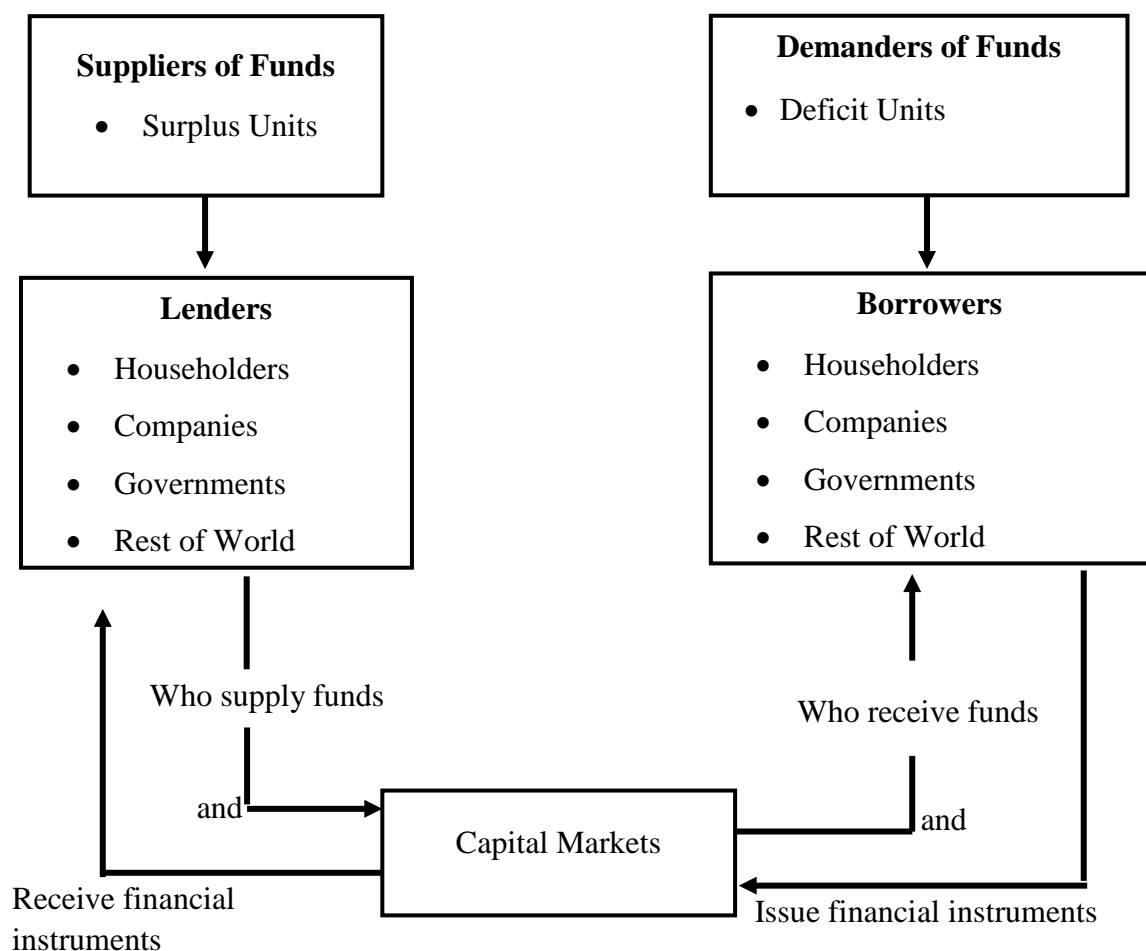 Suppliers of Funds
• Surplus Units
Demanders of Funds
• Deficit Units
Lenders
• Householders
• Companies
• Governments
• Rest of World
Borrowers
• Householders
• Companies
• Governments
• Rest of World
Who supply funds
and
Receive financial
instruments
Capital Markets
Who receive funds
and
Issue financial instruments